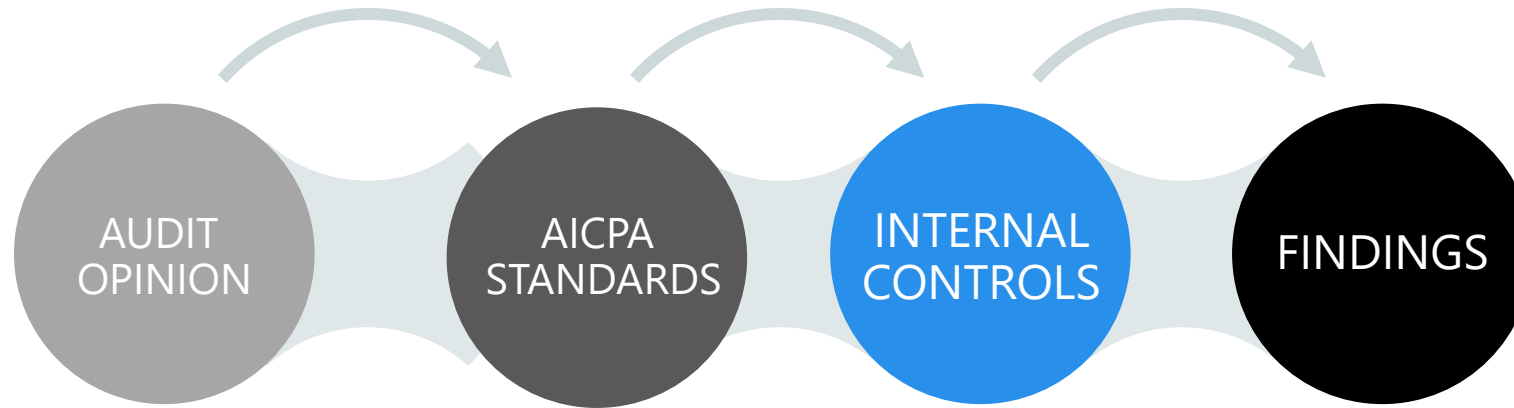 AUDIT
OPINION
AICPA
STANDARDS
INTERNAL
CONTROLS
FINDINGS